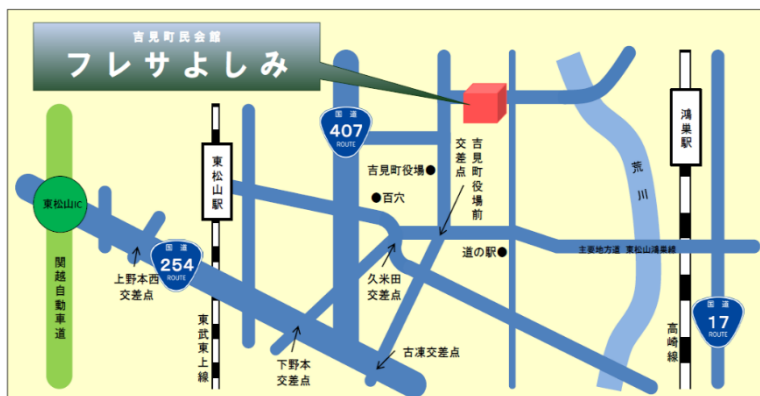 吉見町民会館
フレサよしみ
国道
407
ROUTE
鴻巣駅
東松山駅
吉見町役場前
交差点
吉見町役場●
●百穴
荒川
東松山IC
国道
254
ROUTE
上野本西
交差点
関越自動車道
東武東上線
久米田
交差点
道の駅●
主要地方道 東松山鴻巣線
国道
17
ROUTE
高崎線
下野本
交差点
古凍交差点